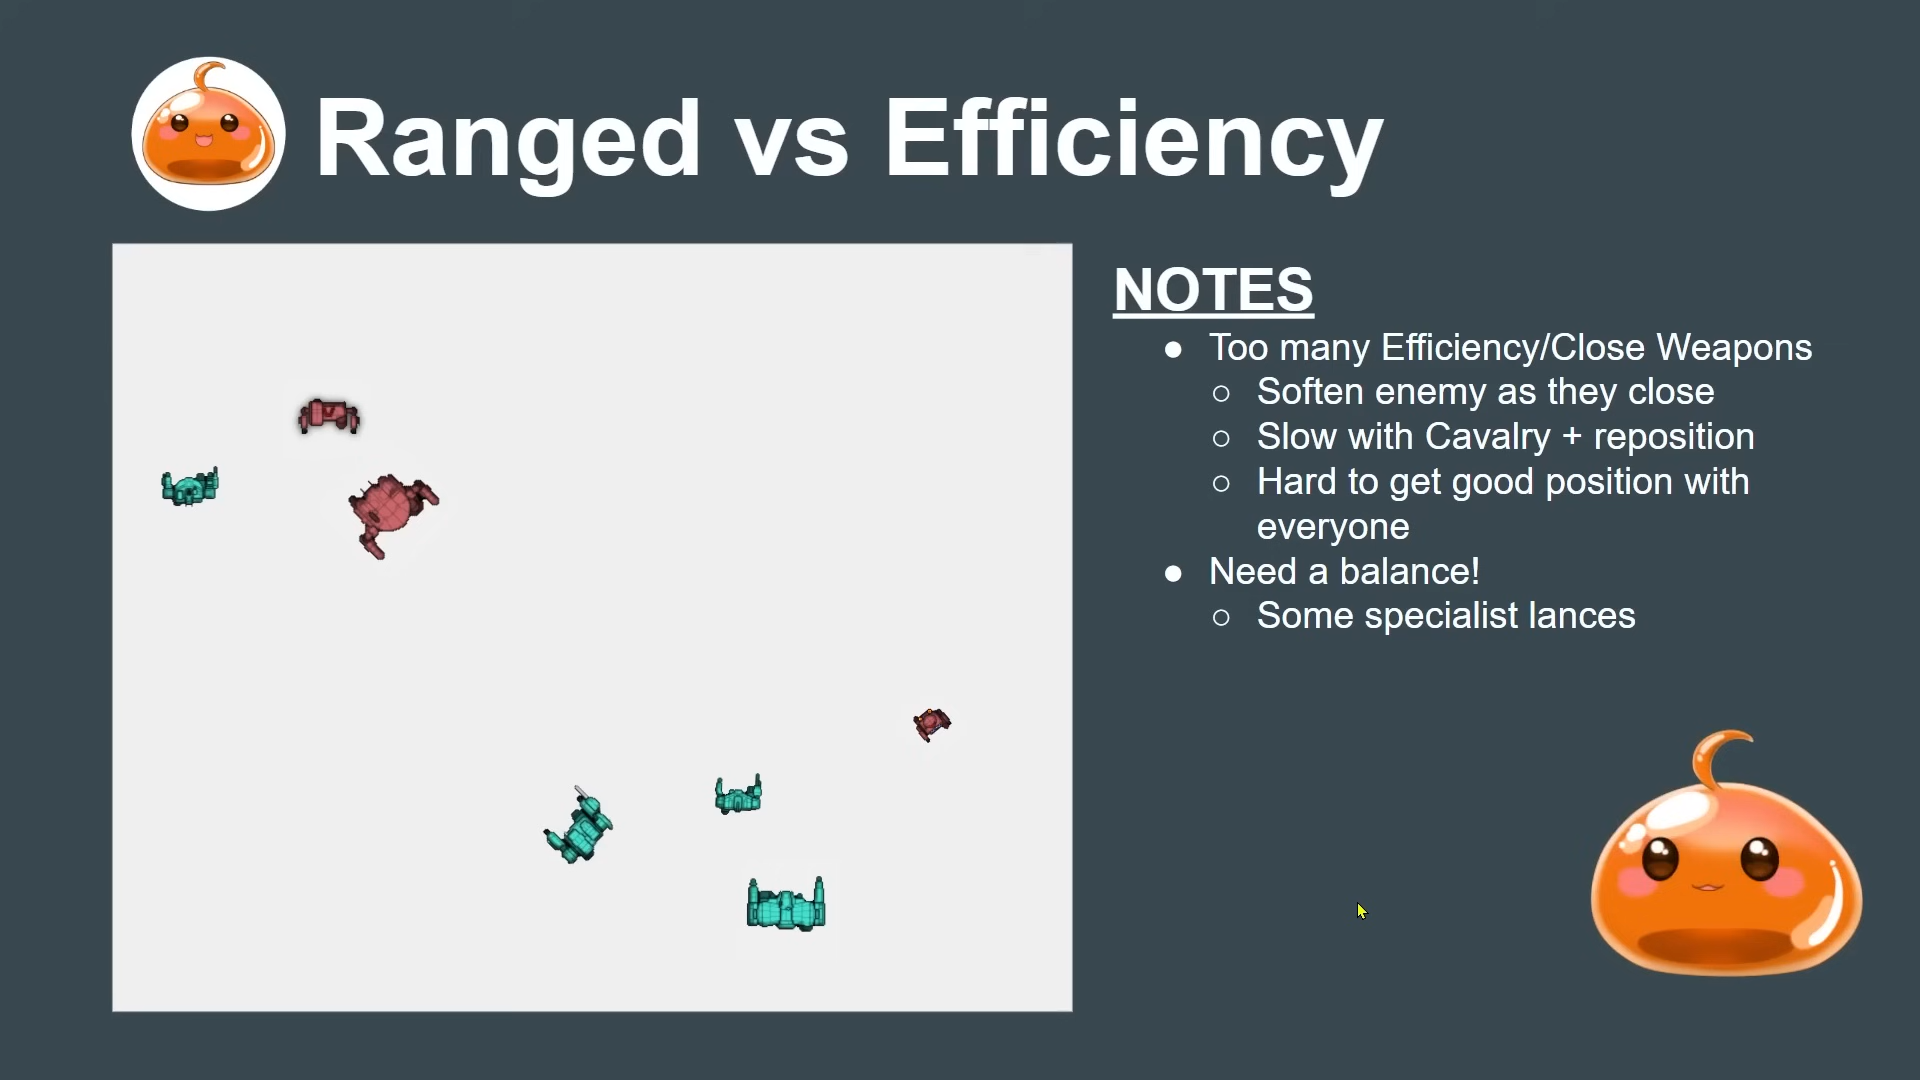 Ranged vs Efficiency
NOTES
● Too many Efficiency/Close Weapons
○ Soften enemy as they close
○ Slow with Cavalry + reposition
○ Hard to get good position with
everyone
● Need a balance!
○ Some specialist lances